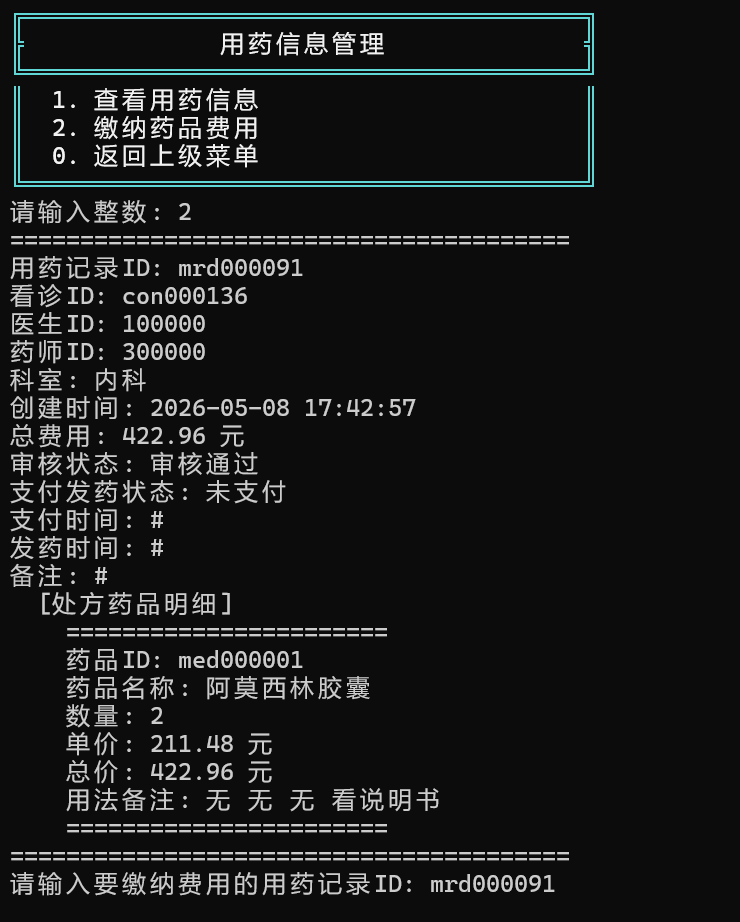 用药信息管理
1. 查看用药信息
2. 缴纳药品费用
0. 返回上级菜单
请输入整数: 2
========================================
用药记录ID: mrd000091
看诊ID: con000136
医生ID: 100000
药师ID: 300000
科室: 内科
创建时间: 2026-05-08 17:42:57
总费用: 422.96 元
审核状态: 审核通过
支付发药状态: 未支付
支付时间: #
发药时间: #
备注: #
[处方药品明细]
=======================
药品ID: med000001
药品名称: 阿莫西林胶囊
数量: 2
单价: 211.48 元
总价: 422.96 元
用法备注: 无 无 无 看说明书
=======================
========================================
请输入要缴纳费用的用药记录ID: mrd000091